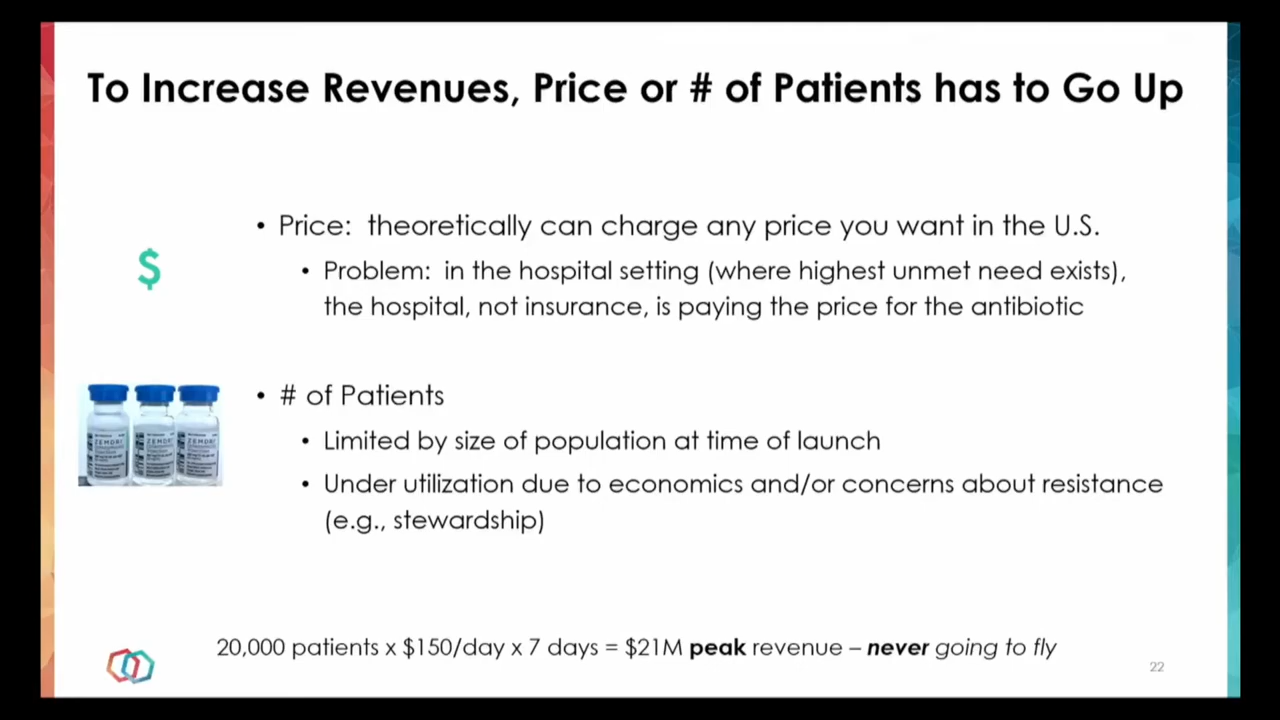 To Increase Revenues, Price or # of Patients has to Go Up
• Price: theoretically can charge any price you want in the U.S.
$
• Problem: in the hospital setting (where highest unmet need exists),
the hospital, not insurance, is paying the price for the antibiotic
• # of Patients
• Limited by size of population at time of launch
ZEMDRI ZEMDRI ZEMDRI
• Under utilization due to economics and/or concerns about resistance
(e.g., stewardship)
20,000 patients x $150/day x 7 days = $21M peak revenue – never going to fly
22